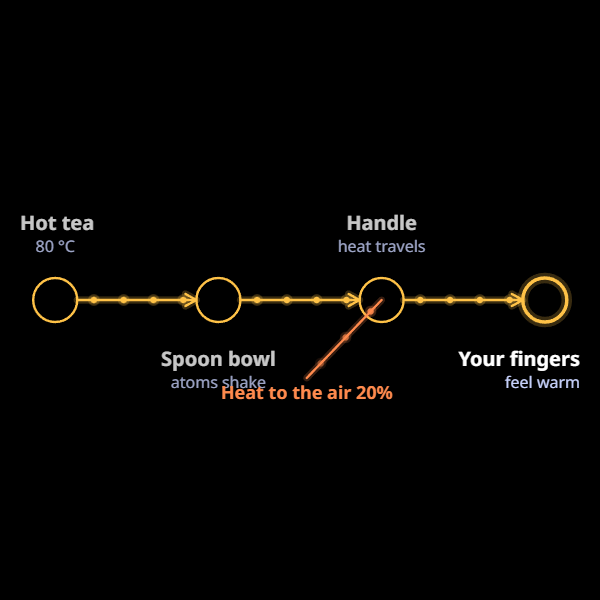 Hot tea
80 °C
Handle
heat travels
Spoon bowl
atoms shake
Your fingers
feel warm
Heat to the air 20%